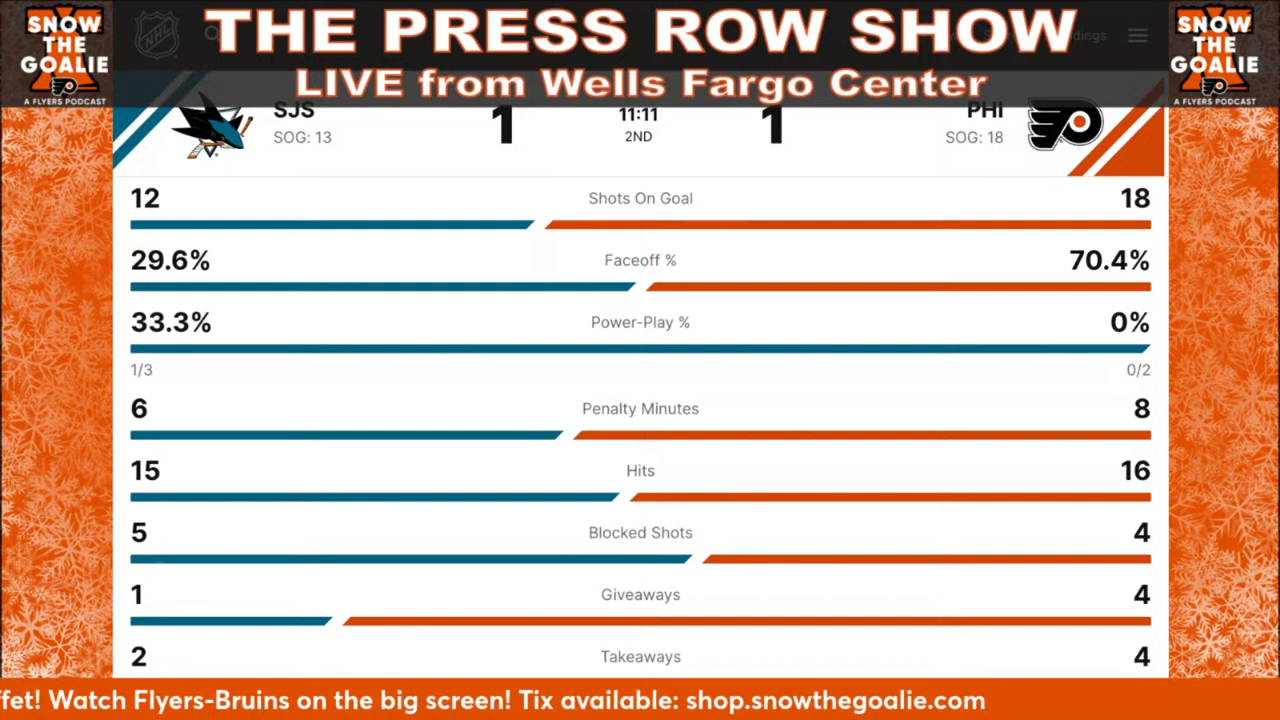 SNOW
THE
GOALIE
A FLYERS PODCAST
THE PRESS ROW SHOW
LIVE from Wells Fargo Center
SNOW
THE
GOALIE
A FLYERS PODCAST
NHL
SJS
SOG: 13
1
11:11
2ND
1
PHI
SOG: 18
12 Shots On Goal 18
29.6% Faceoff % 70.4%
33.3% Power-Play % 0%
1/3 0/2
6 Penalty Minutes 8
15 Hits 16
5 Blocked Shots 4
1 Giveaways 4
2 Takeaways 4
ffet! Watch Flyers-Bruins on the big screen! Tix available: shop.snowthegoalie.com